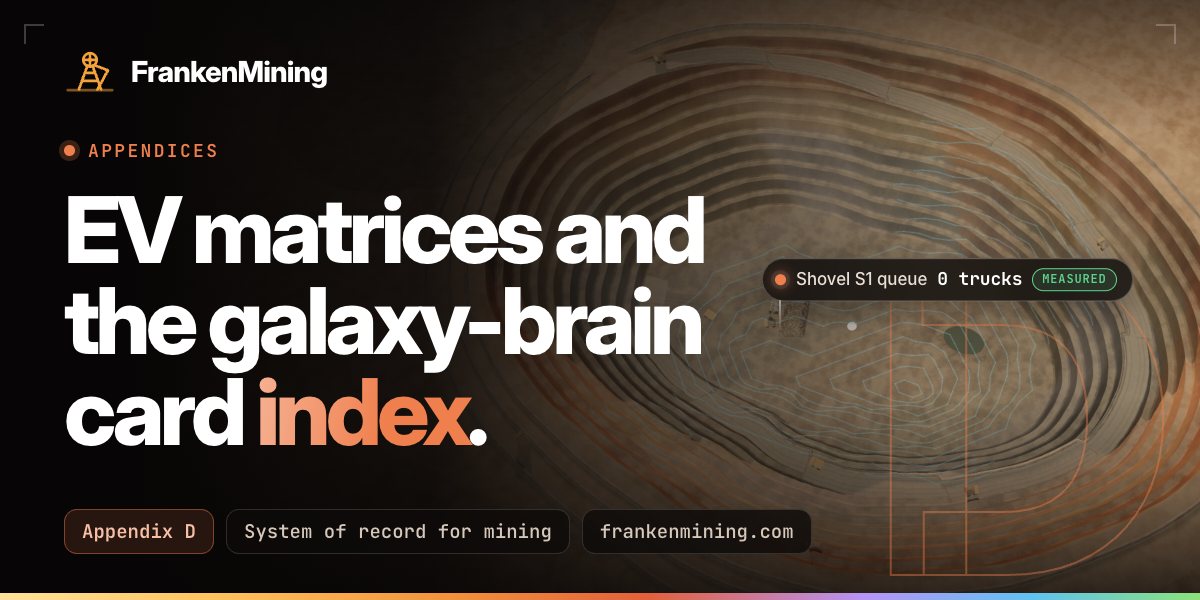 FrankenMining
APPENDICES
EV matrices and
the galaxy-brain
card index.
Shovel S1 queue 0 trucks MEASURED
Appendix D
System of record for mining
frankenmining.com
D